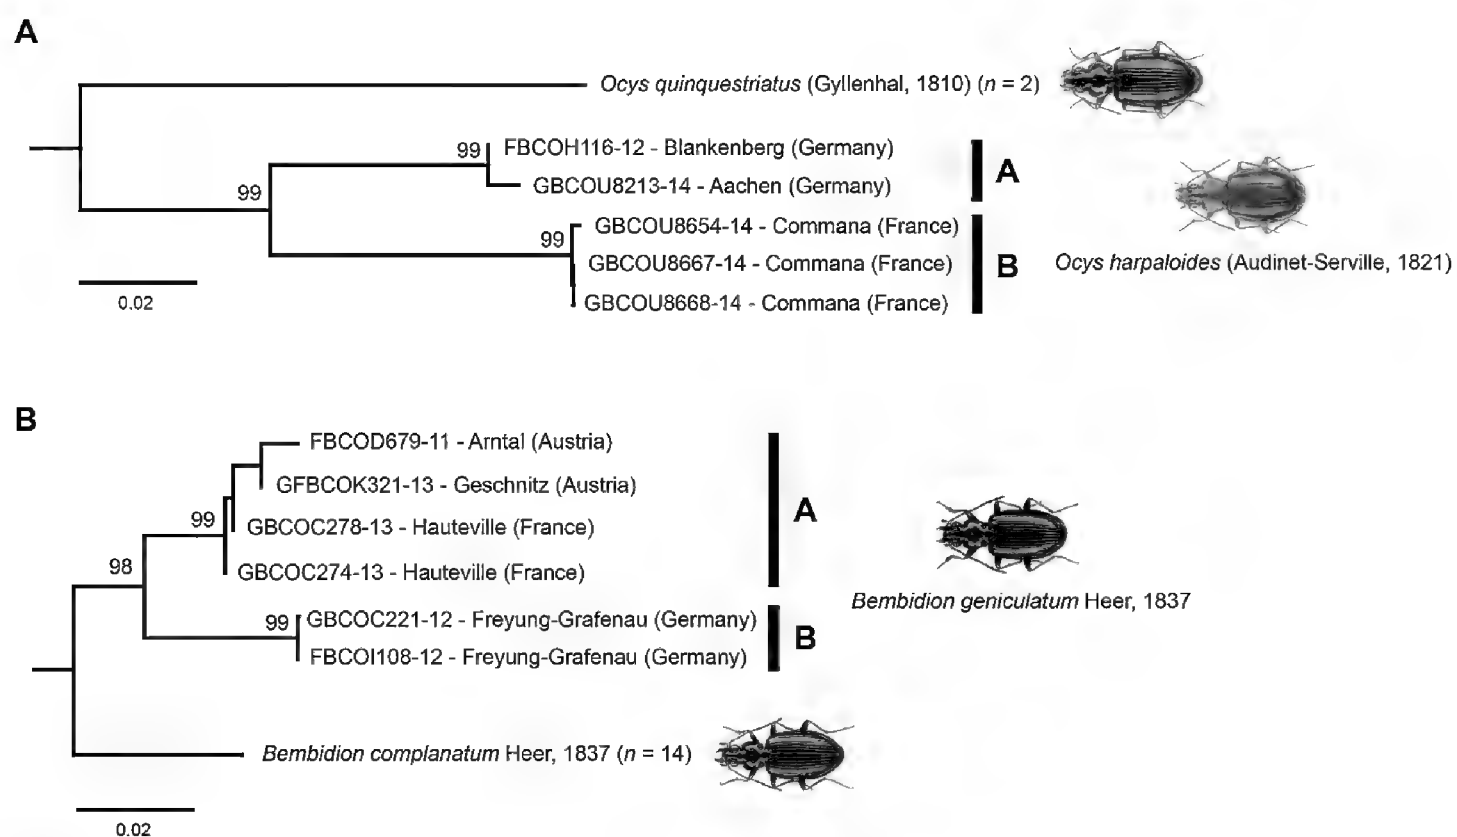 A
Ocys quinquestriatus (Gyllenhal, 1810) (n = 2)
99
FBCOH116-12 - Blankenberg (Germany)
GBCOU8213-14 - Aachen (Germany)
A
99
99
GBCOU8654-14 - Commana (France)
GBCOU8667-14 - Commana (France)
GBCOU8668-14 - Commana (France)
B
Ocys harpaloides (Audinet-Serville, 1821)
0.02
B
FBCOD679-11 - Arntal (Austria)
GFBCOK321-13 - Geschnitz (Austria)
GBCOC278-13 - Hauteville (France)
GBCOC274-13 - Hauteville (France)
99
A
98
99
GBCOC221-12 - Freyung-Grafenau (Germany)
FBCOI108-12 - Freyung-Grafenau (Germany)
B
Bembidion geniculatum Heer, 1837
Bembidion complanatum Heer, 1837 (n = 14)
0.02